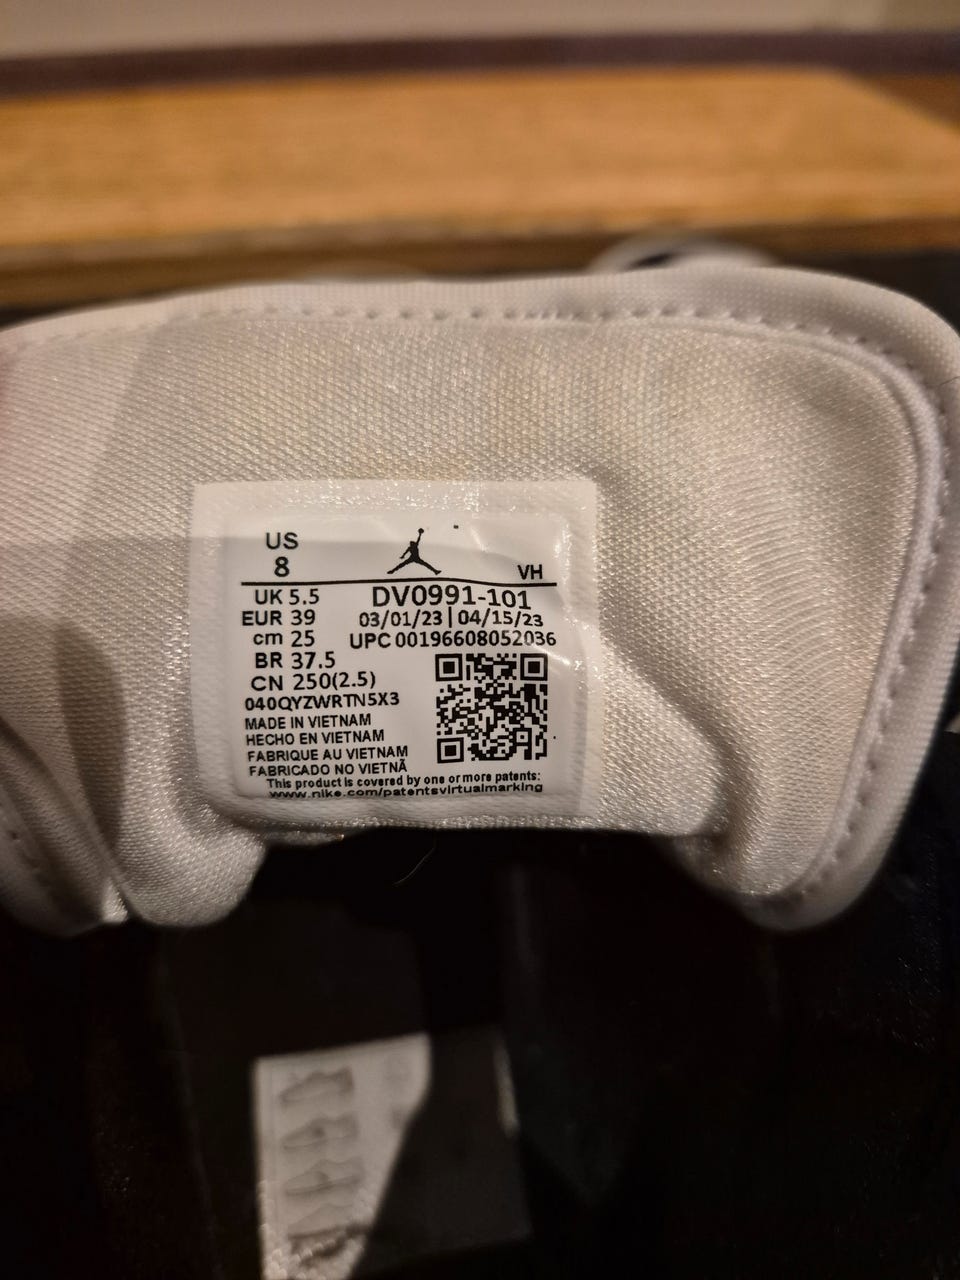 US
8
VH
UK 5.5
DV0991-101
EUR 39
03/01/23 | 04/15/23
cm 25
UPC 00196608052036
BR 37.5
CN 250(2.5)
040QYZWRTN5X3
MADE IN VIETNAM
HECHO EN VIETNAM
FABRIQUE AU VIETNAM
FABRICADO NO VIETNÃ
This product is covered by one or more patents:
www.nike.com/patentsvirtualmarking